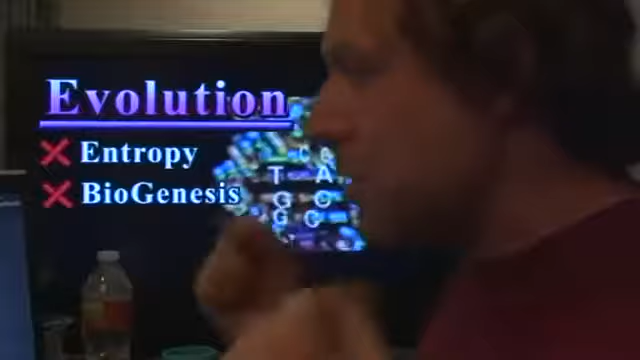 Evolution
Entropy
BioGenesis
C C
T A
G C
G G